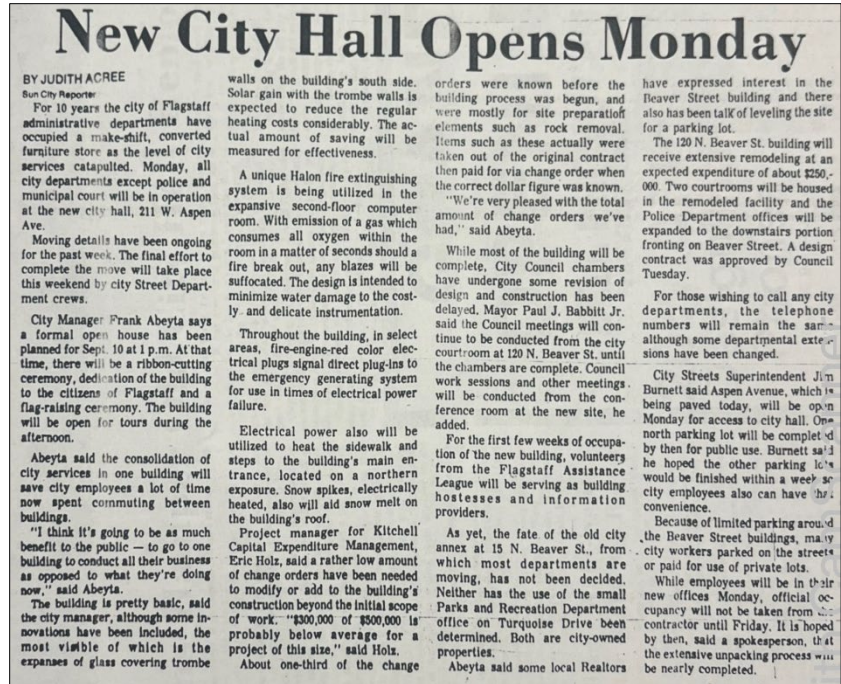 New City Hall Opens Monday
BY JUDITH ACREE
Sun City Reporter
For 10 years the city of Flagstaff
administrative departments have
occupied a make-shift, converted
furniture store as the level of city
services catapulted. Monday, all
city departments except police and
municipal court will be in operation
at the new city hall, 211 W. Aspen
Ave.
Moving details have been ongoing
for the past week. The final effort to
complete the move will take place
this weekend by city Street Depart-
ment crews.
City Manager Frank Abeyta says
a formal open house has been
planned for Sept. 10 at 1 p.m. At that
time, there will be a ribbon-cutting
ceremony, dedication of the building
to the citizens of Flagstaff and a
flag-raising ceremony. The building
will be open for tours during the
afternoon.
Abeyta said the consolidation of
city services in one building will
save city employees a lot of time
now spent commuting between
buildings.
"I think it's going to be as much
benefit to the public — to go to one
building to conduct all their business
as opposed to what they're doing
now," said Abeyta.
The building is pretty basic, said
the city manager, although some in-
novations have been included, the
most visible of which is the
expanses of glass covering trombe
walls on the building's south side.
Solar gain with the trombe walls is
expected to reduce the regular
heating costs considerably. The ac-
tual amount of saving will be
measured for effectiveness.
A unique Halon fire extinguishing
system is being utilized in the
expansive second-floor computer
room. With emission of a gas which
consumes all oxygen within the
room in a matter of seconds should a
fire break out, any blazes will be
suffocated. The design is intended to
minimize water damage to the cost-
ly and delicate instrumentation.
Throughout the building, in select
areas, fire-engine-red color elec-
trical plugs signal direct plug-ins to
the emergency generating system
for use in times of electrical power
failure.
Electrical power also will be
utilized to heat the sidewalk and
steps to the building's main en-
trance, located on a northern
exposure. Snow spikes, electrically
heated, also will aid snow melt on
the building's roof.
Project manager for Kitchell
Capital Expenditure Management,
Eric Holz, said a rather low amount
of change orders have been needed
to modify or add to the building's
construction beyond the initial scope
of work. "$300,000 of $500,000 is
probably below average for a
project of this size," said Holz.
About one-third of the change
orders were known before the
building process was begun, and
were mostly for site preparation
elements such as rock removal.
Items such as these actually were
taken out of the original contract
then paid for via change order when
the correct dollar figure was known.
"We're very pleased with the total
amount of change orders we've
had," said Abeyta.
While most of the building will be
complete, City Council chambers
have undergone some revision of
design and construction has been
delayed. Mayor Paul J. Babbitt Jr.
said the Council meetings will con-
tinue to be conducted from the city
courtroom at 120 N. Beaver St. until
the chambers are complete. Council
work sessions and other meetings
will be conducted from the con-
ference room at the new site, he
added.
For the first few weeks of occupa-
tion of the new building, volunteers
from the Flagstaff Assistance
League will be serving as building
hostesses and information
providers.
As yet, the fate of the old city
annex at 15 N. Beaver St., from
which most departments are
moving, has not been decided.
Neither has the use of the small
Parks and Recreation Department
office on Turquoise Drive been
determined. Both are city-owned
properties.
Abeyta said some local Realtors
have expressed interest in the
Beaver Street building and there
also has been talk of leveling the site
for a parking lot.
The 120 N. Beaver St. building will
receive extensive remodeling at an
expected expenditure of about $250,-
000. Two courtrooms will be housed
in the remodeled facility and the
Police Department offices will be
expanded to the downstairs portion
fronting on Beaver Street. A design
contract was approved by Council
Tuesday.
For those wishing to call any city
departments, the telephone
numbers will remain the same
although some departmental exten-
sions have been changed.
City Streets Superintendent Jim
Burnett said Aspen Avenue, which is
being paved today, will be open
Monday for access to city hall. One
north parking lot will be completed
by then for public use. Burnett said
he hoped the other parking lots
would be finished within a week so
city employees also can have the
convenience.
Because of limited parking around
the Beaver Street buildings, many
city workers parked on the streets
or paid for use of private lots.
While employees will be in their
new offices Monday, official oc-
cupancy will not be taken from the
contractor until Friday. It is hoped
by then, said a spokesperson, that
the extensive unpacking process will
be nearly completed.